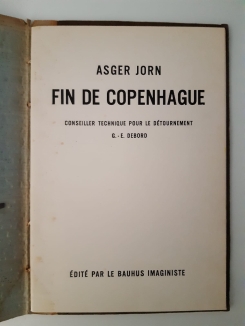 ASGER JORN
FIN DE COPENHAGUE
CONSEILLER TECHNIQUE POUR LE DÉTOURNEMENT
G.-E. DEBORD
ÉDITÉ PAR LE BAUHUS IMAGINISTE